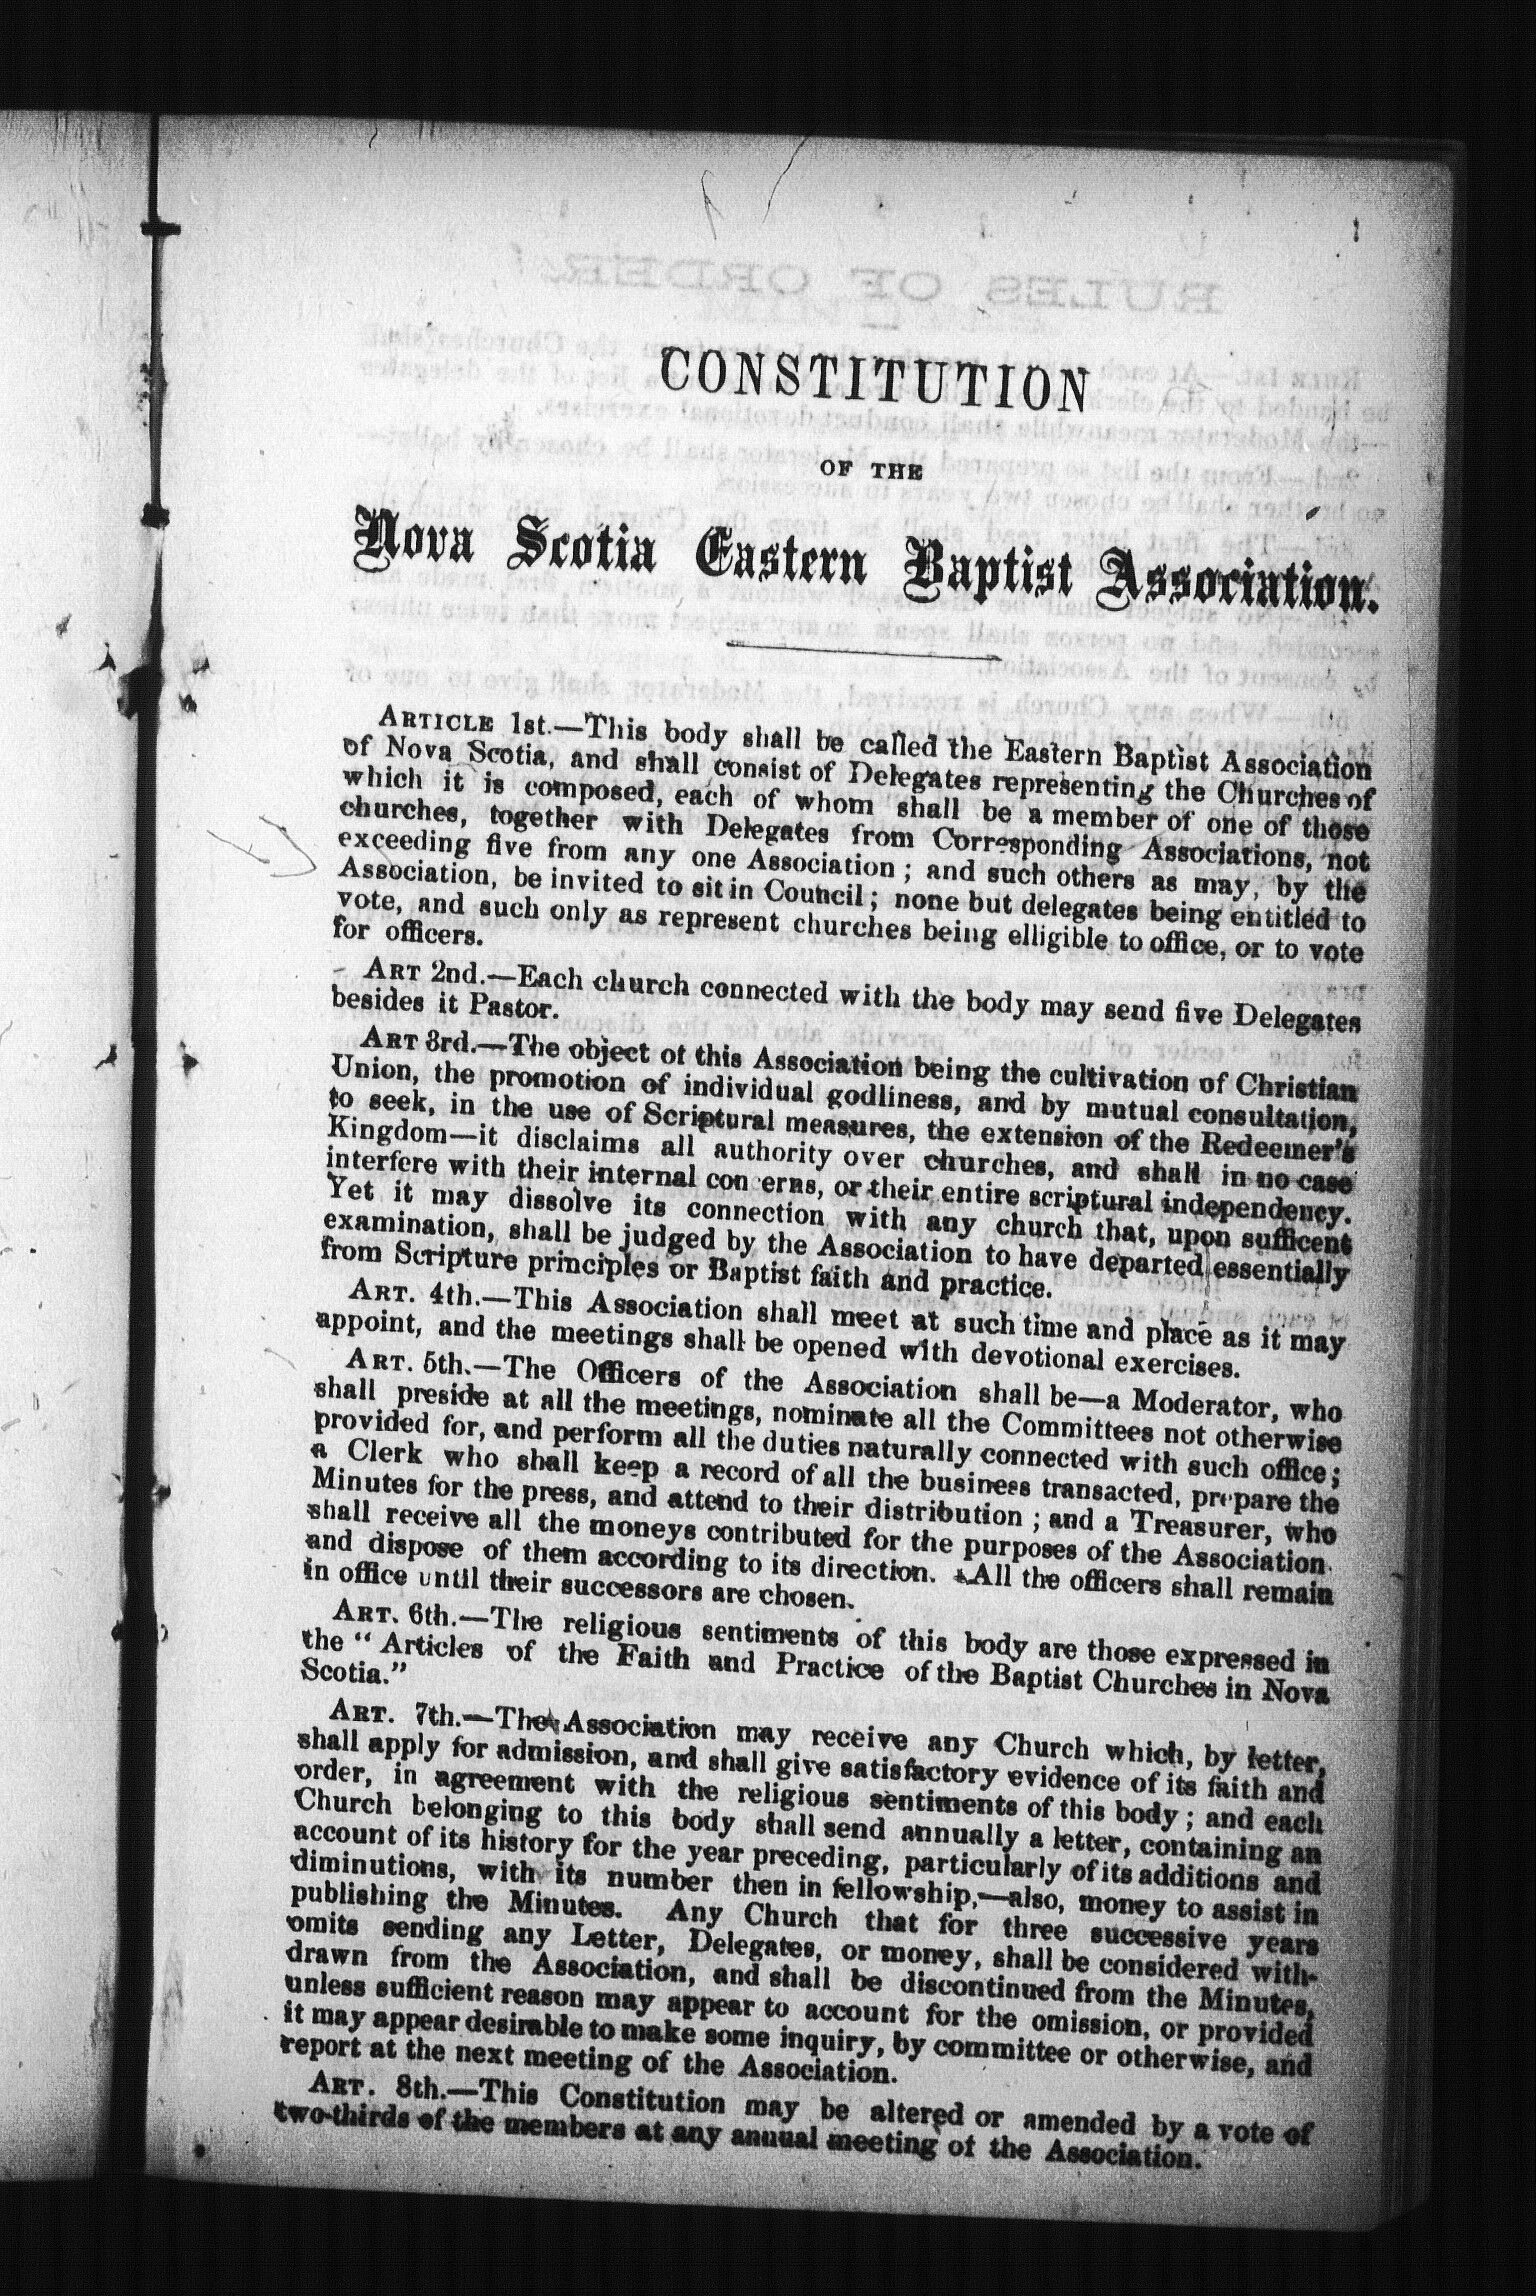 CONSTITUTION
OF THE
Nova Scotia Eastern Baptist Association.
ARTICLE 1st.—This body shall be called the Eastern Baptist Association
of Nova Scotia, and shall consist of Delegates representing the Churches of
which it is composed, each of whom shall be a member of one of those
churches, together with Delegates from Corresponding Associations, not
exceeding five from any one Association; and such others as may, by the
Association, be invited to sit in Council; none but delegates being entitled to
vote, and such only as represent churches being elligible to office, or to vote
for officers.
ART 2nd.—Each church connected with the body may send five Delegates
besides it Pastor.
ART 3rd.—The object of this Association being the cultivation of Christian
Union, the promotion of individual godliness, and by mutual consultation,
to seek, in the use of Scriptural measures, the extension of the Redeemer's
Kingdom—it disclaims all authority over churches, and shall in no case
interfere with their internal concerns, or their entire scriptural independency.
Yet it may dissolve its connection with any church that, upon sufficent
examination, shall be judged by the Association to have departed essentially
from Scripture principles or Baptist faith and practice.
ART. 4th.—This Association shall meet at such time and place as it may
appoint, and the meetings shall be opened with devotional exercises.
ART. 5th.—The Officers of the Association shall be—a Moderator, who
shall preside at all the meetings, nominate all the Committees not otherwise
provided for, and perform all the duties naturally connected with such office;
a Clerk who shall keep a record of all the business transacted, prepare the
Minutes for the press, and attend to their distribution; and a Treasurer, who
shall receive all the moneys contributed for the purposes of the Association
and dispose of them according to its direction. All the officers shall remain
in office until their successors are chosen.
ART. 6th.—The religious sentiments of this body are those expressed in
the "Articles of the Faith and Practice of the Baptist Churches in Nova
Scotia."
ART. 7th.—The Association may receive any Church which, by letter,
shall apply for admission, and shall give satisfactory evidence of its faith and
order, in agreement with the religious sentiments of this body; and each
Church belonging to this body shall send annually a letter, containing an
account of its history for the year preceding, particularly of its additions and
diminutions, with its number then in fellowship,—also, money to assist in
publishing the Minutes. Any Church that for three successive years
omits sending any Letter, Delegates, or money, shall be considered with-
drawn from the Association, and shall be discontinued from the Minutes,
unless sufficient reason may appear to account for the omission, or provided
it may appear desirable to make some inquiry, by committee or otherwise, and
report at the next meeting of the Association.
ART. 8th.—This Constitution may be altered or amended by a vote of
two-thirds of the members at any annual meeting of the Association.